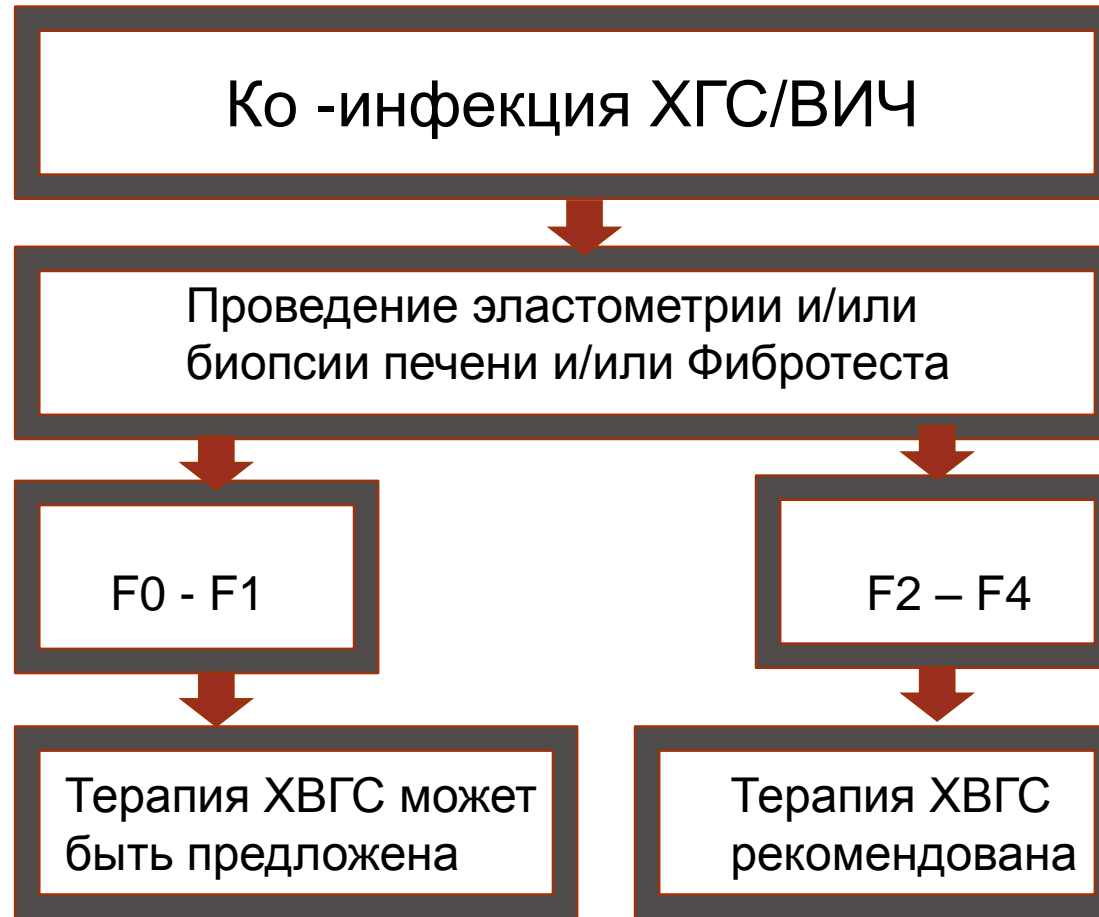 Ко -инфекция ХГС/ВИЧ
Проведение эластометрии и/или
биопсии печени и/или Фибротеста
F0 - F1
F2 – F4
Терапия ХВГС может
быть предложена
Терапия ХВГС
рекомендована